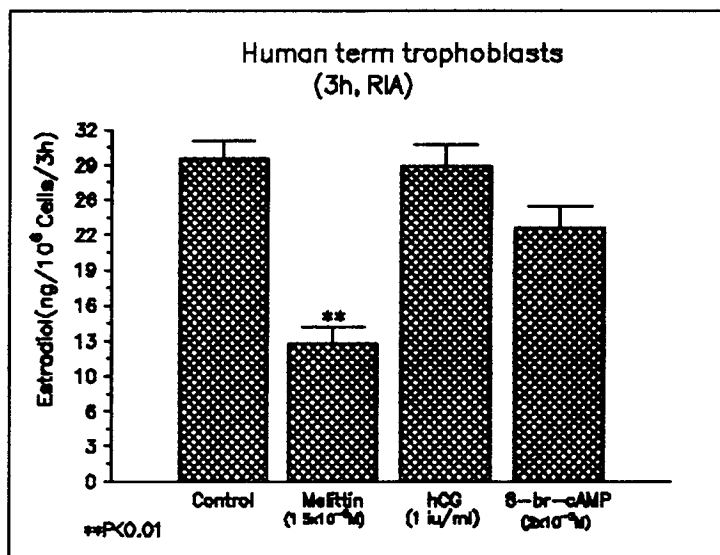 Human term trophoblasts
(3h, RIA)
Estradiol(ng/10⁶ Cells/3h)
32
29
26
22
19
16
13
10
6
3
0
**
Control
Melittin
hCG
8-br-cAMP
(1 iu/ml)
**P<0.01